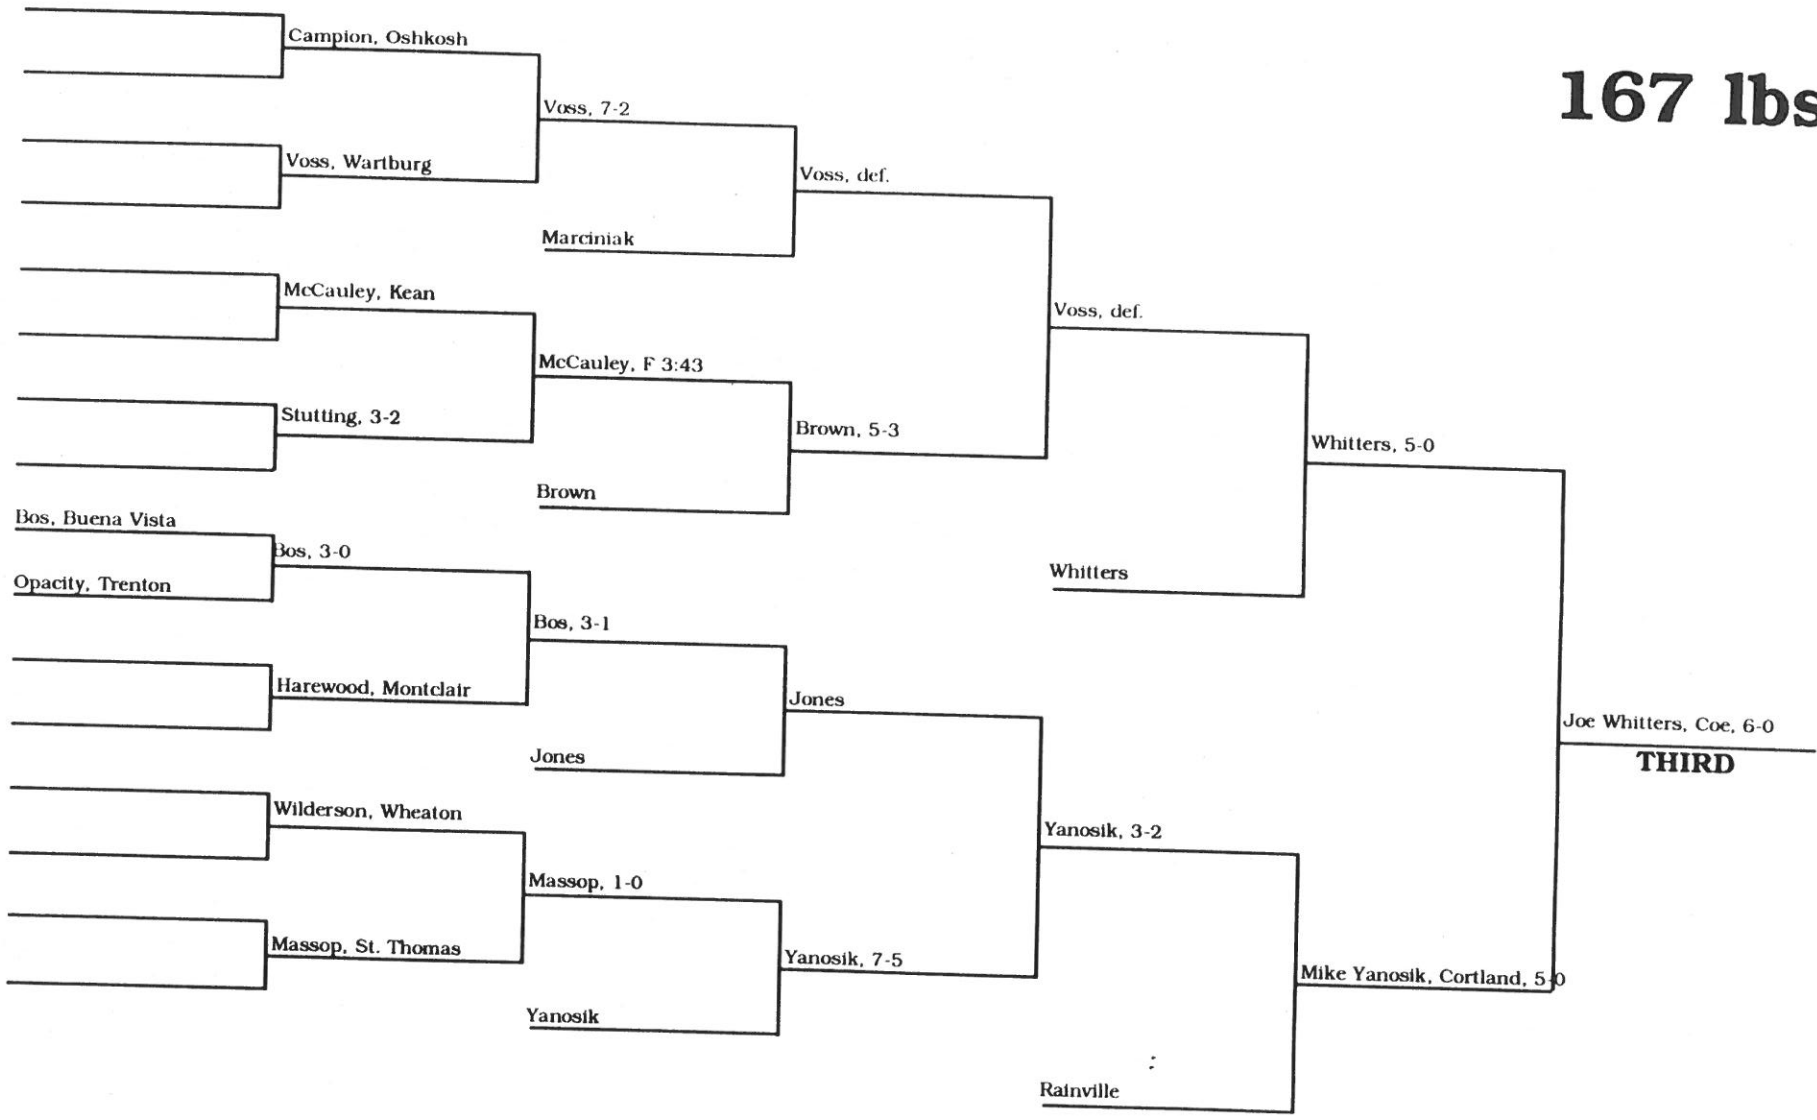 Campion, Oshkosh
167 lbs
Voss, 7-2
Voss, Wartburg
Voss, def.
Marciniak
McCauley, Kean
Voss, def.
McCauley, F 3:43
Stutting, 3-2
Brown, 5-3
Whitters, 5-0
Brown
Bos, Buena Vista
Bos, 3-0
Opacity, Trenton
Whitters
Bos, 3-1
Harewood, Montclair
Jones
Jones
Joe Whitters, Coe, 6-0
THIRD
Wilderson, Wheaton
Yanosik, 3-2
Massop, 1-0
Massop, St. Thomas
Yanosik, 7-5
Mike Yanosik, Cortland, 5-0
Yanosik
Rainville